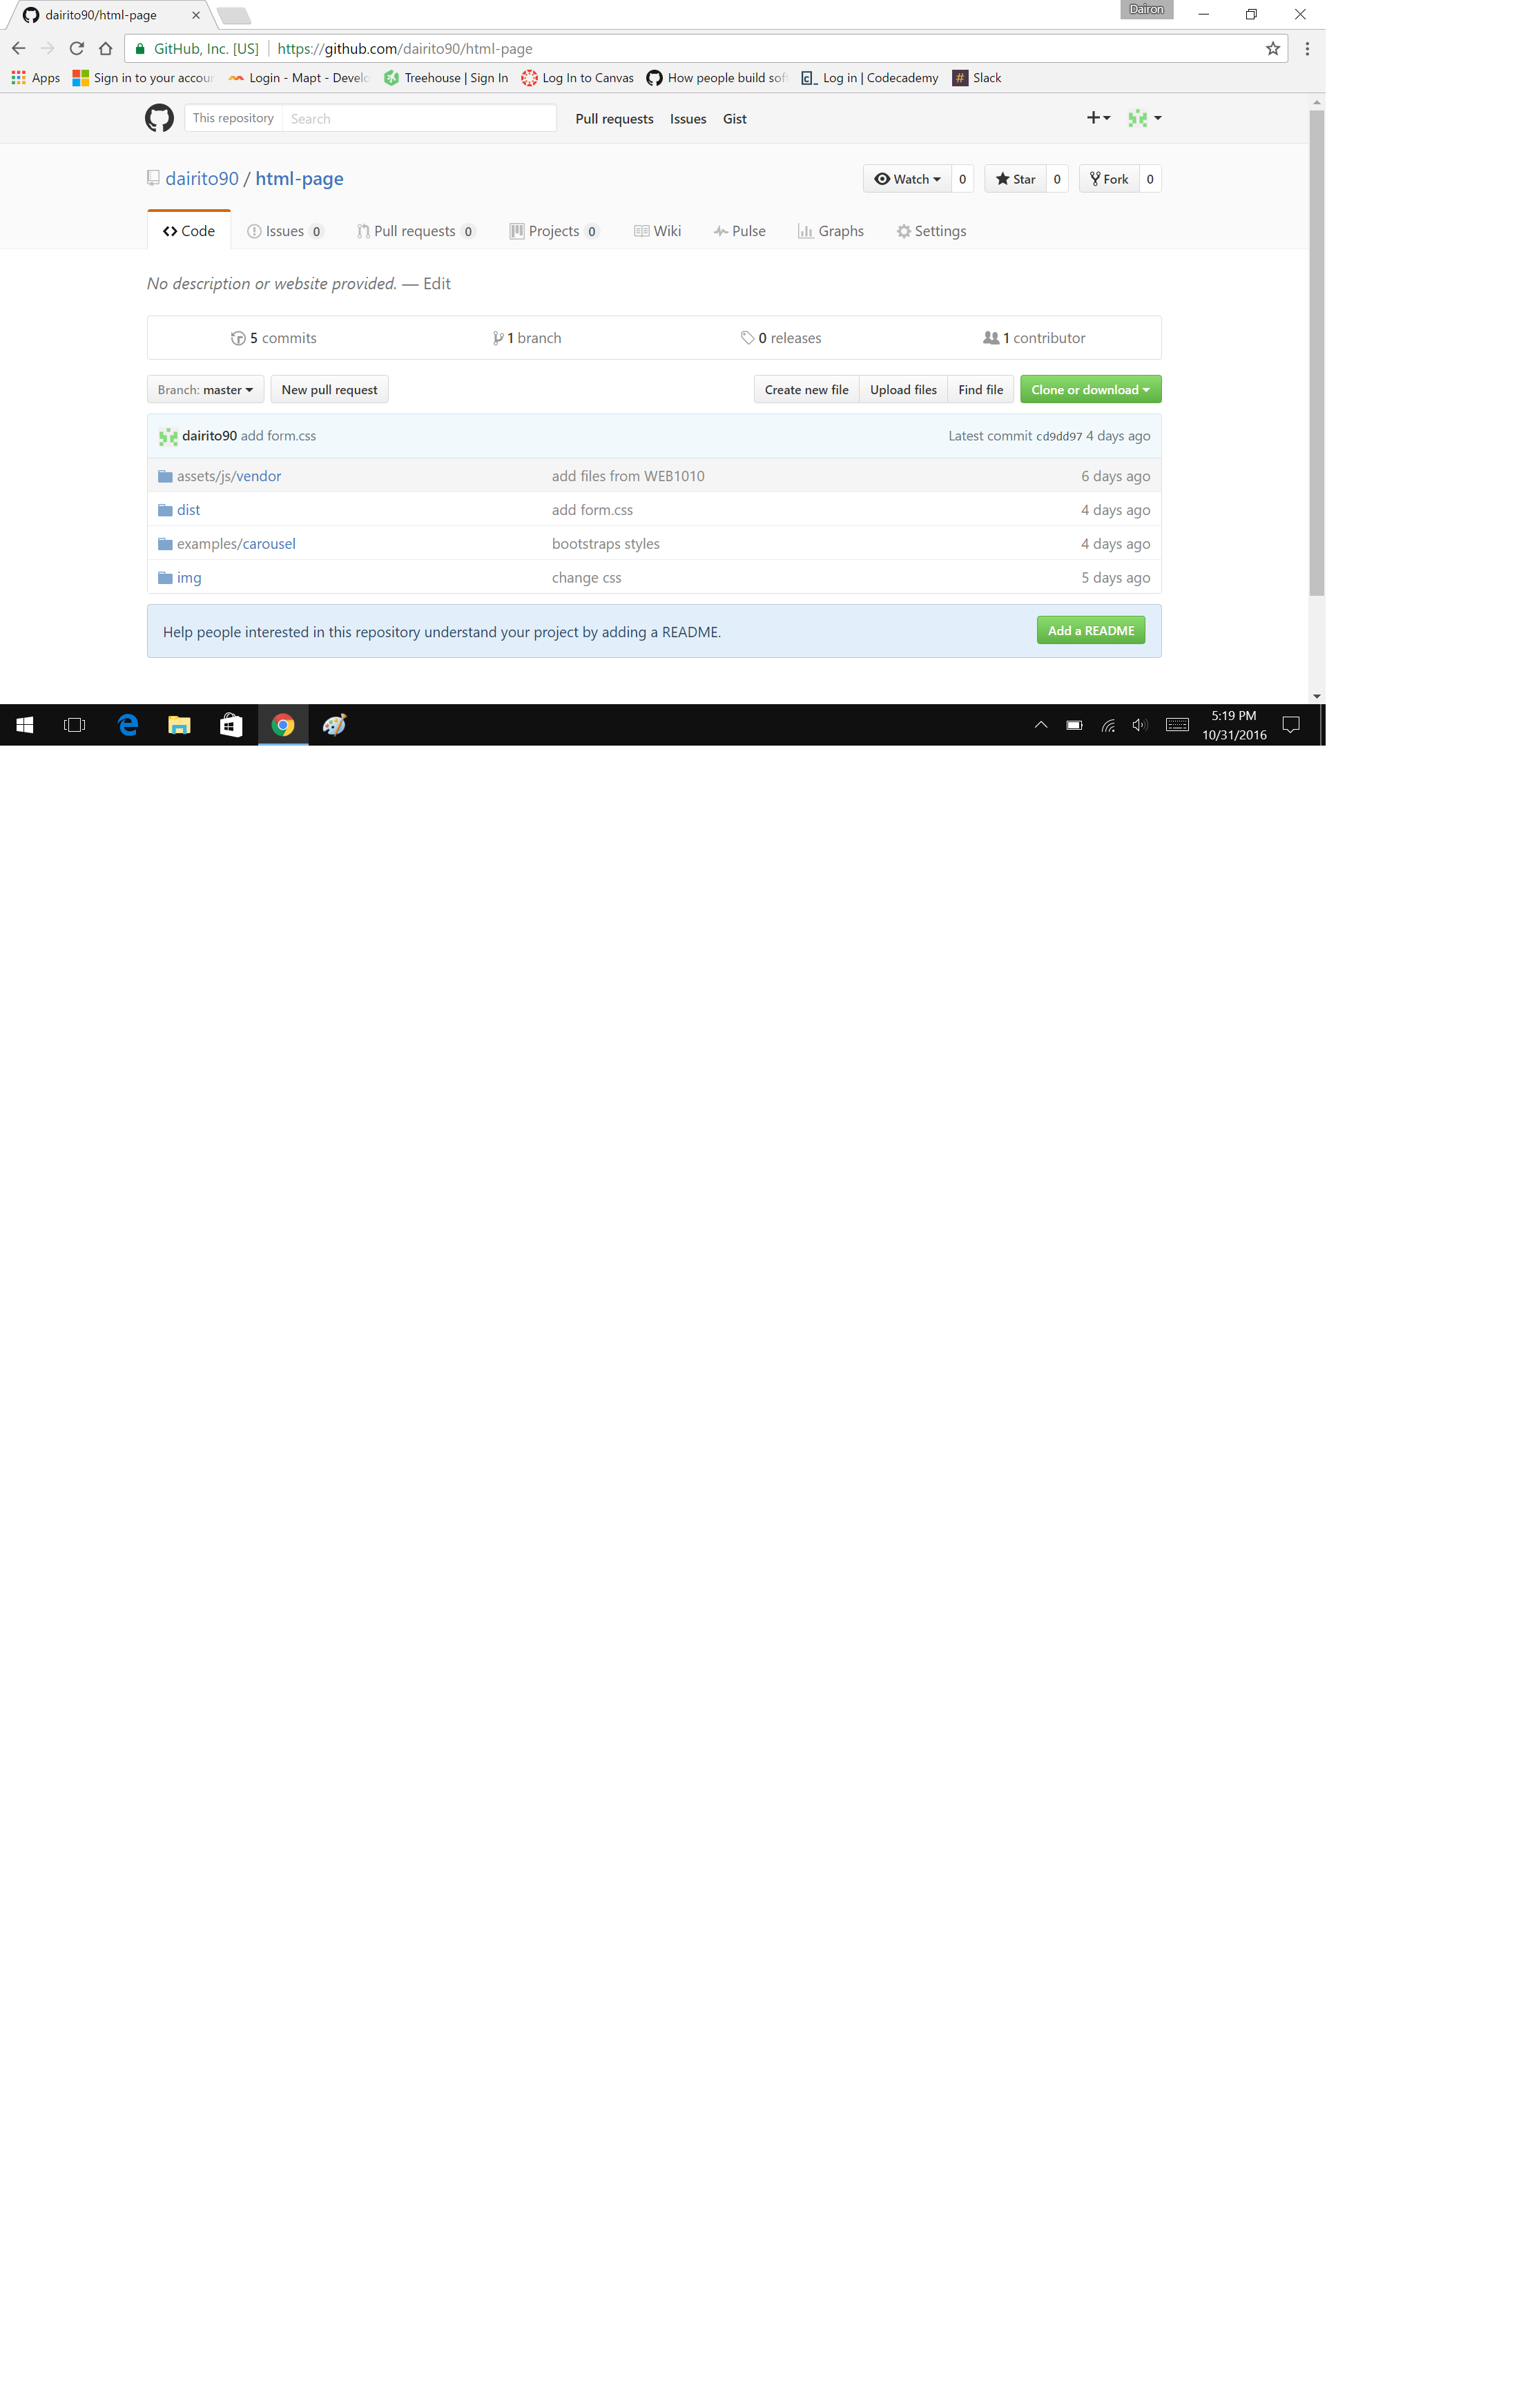 dairito90/html-page
Dairon
GitHub, Inc. [US] https://github.com/dairito90/html-page
Apps Sign in to your accour Login - Mapt - Develo Treehouse | Sign In Log In to Canvas How people build sof Log in | Codecademy # Slack
This repository Search Pull requests Issues Gist
dairito90 / html-page Watch 0 Star 0 Fork 0
Code Issues 0 Pull requests 0 Projects 0 Wiki Pulse Graphs Settings
No description or website provided. — Edit
5 commits 1 branch 0 releases 1 contributor
Branch: master New pull request Create new file Upload files Find file Clone or download
dairito90 add form.css Latest commit cd9dd97 4 days ago
assets/js/vendor add files from WEB1010 6 days ago
dist add form.css 4 days ago
examples/carousel bootstraps styles 4 days ago
img change css 5 days ago
Help people interested in this repository understand your project by adding a README. Add a README
5:19 PM
10/31/2016